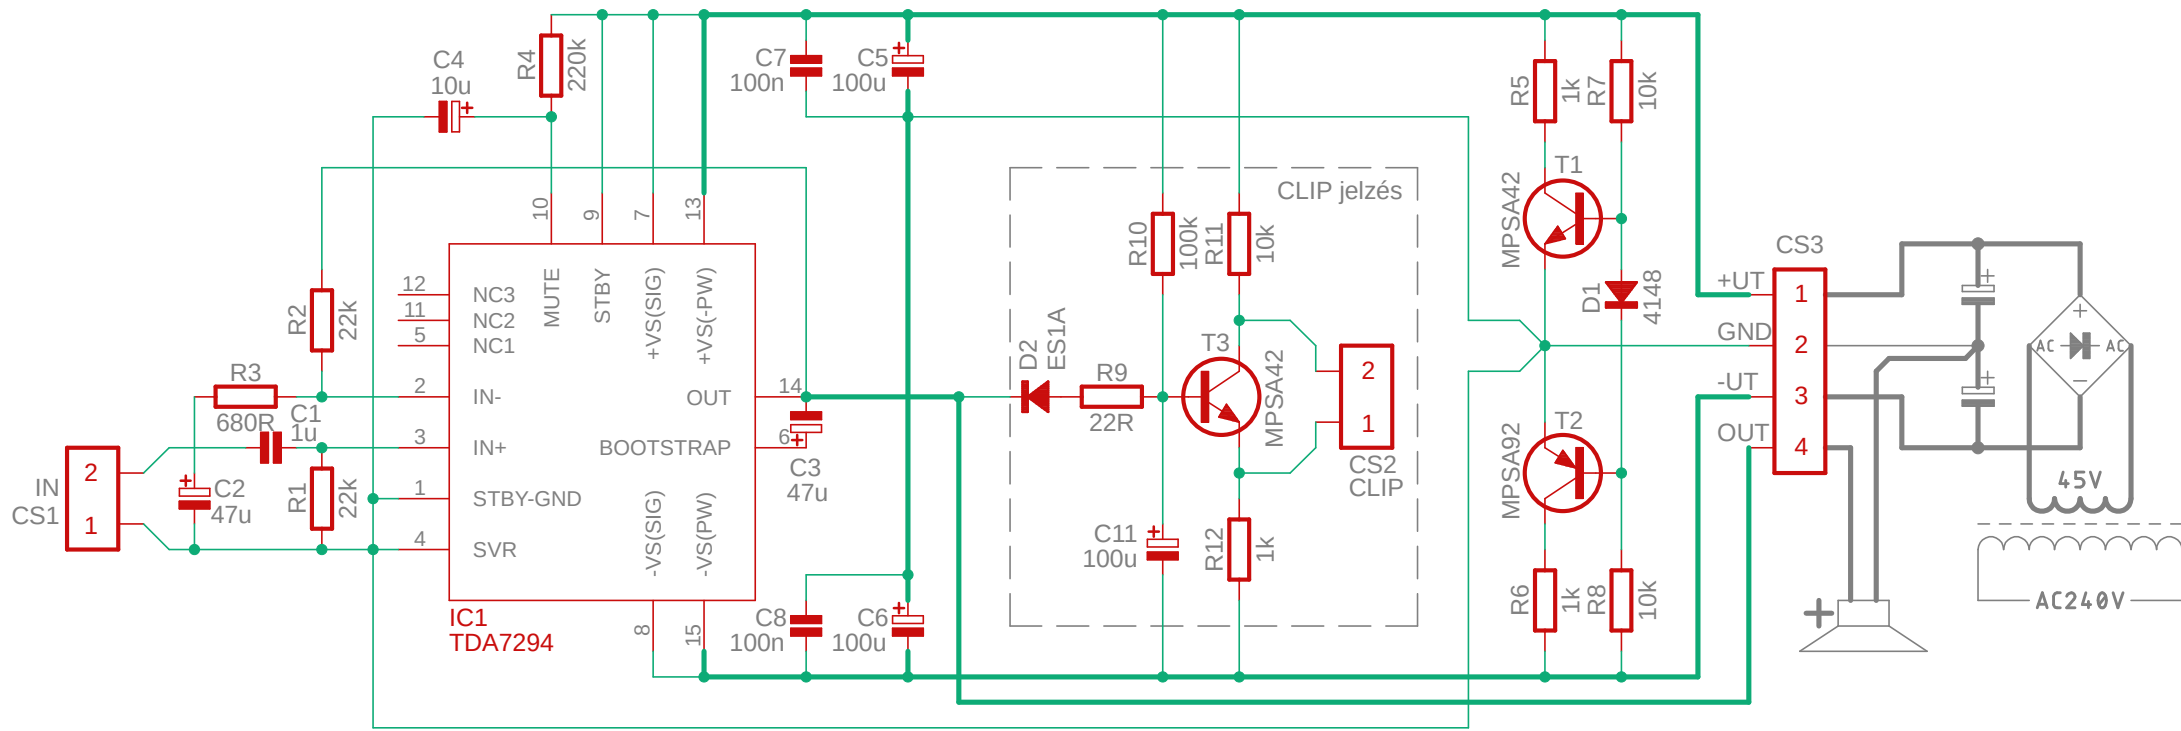 C4
10u
R4
220k
C7
100n
C5
100u
R5
1k
R7
10k
T1
MPSA42
CLIP jelzés
10
9
7
13
R10
100k
R11
10k
D1
4148
CS3
+UT
1
GND
2
-UT
3
OUT
4
+
AC
AC
−
45V
AC240V
12
11
5
NC3
NC2
NC1
MUTE
STBY
+VS(SIG)
+VS(-PW)
R2
22k
R3
680R
C1
1u
2
IN-
3
IN+
1
STBY-GND
4
SVR
OUT
14
BOOTSTRAP
6
C3
47u
-VS(SIG)
-VS(PW)
8
15
IC1
TDA7294
IN
CS1
2
1
C2
47u
R1
22k
D2
ES1A
R9
22R
T3
MPSA42
2
1
CS2
CLIP
C11
100u
R12
1k
C8
100n
C6
100u
T2
MPSA92
R6
1k
R8
10k
+